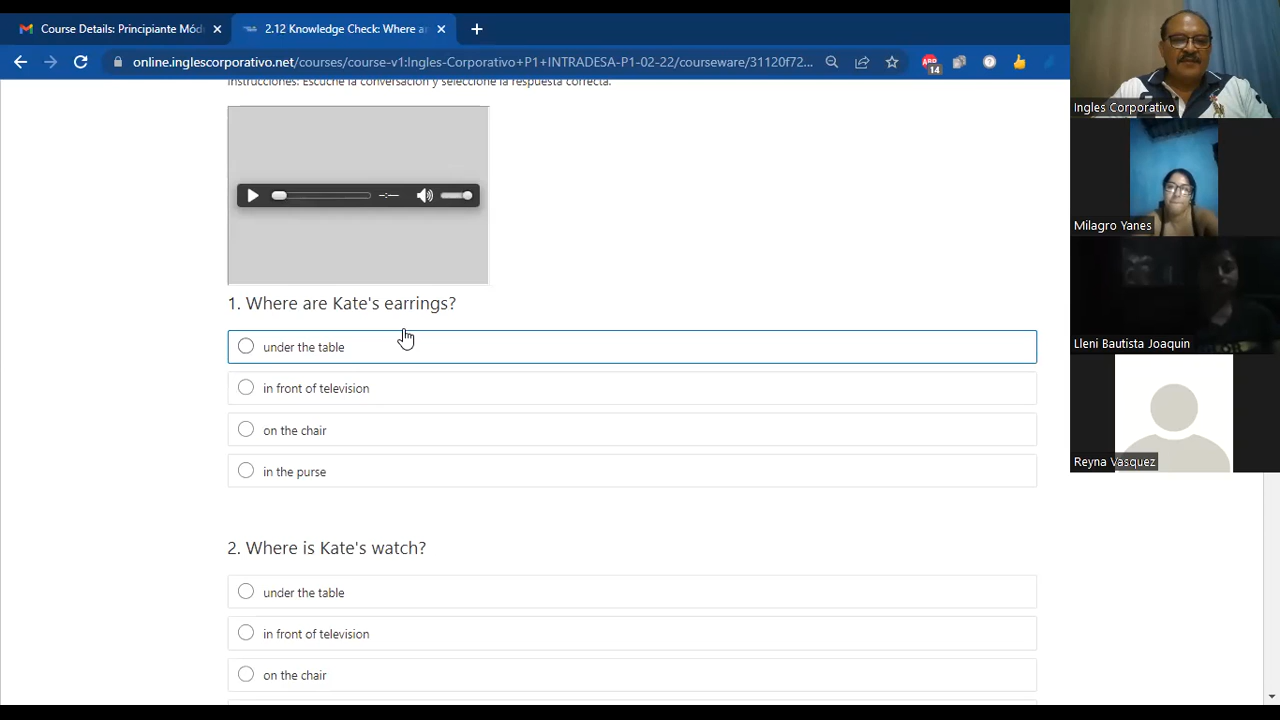 Course Details: Principiante Mód
2.12 Knowledge Check: Where ar
online.inglescorporativo.net/courses/course-v1:Ingles-Corporativo+P1+INTRADESA-P1-02-22/courseware/31120f72...
14
Instrucciones: Escuche la conversación y seleccione la respuesta correcta.
1. Where are Kate's earrings?
under the table
in front of television
on the chair
in the purse
2. Where is Kate's watch?
under the table
in front of television
on the chair
Ingles Corporativo
Milagro Yanes
Lleni Bautista Joaquin
Reyna Vasquez